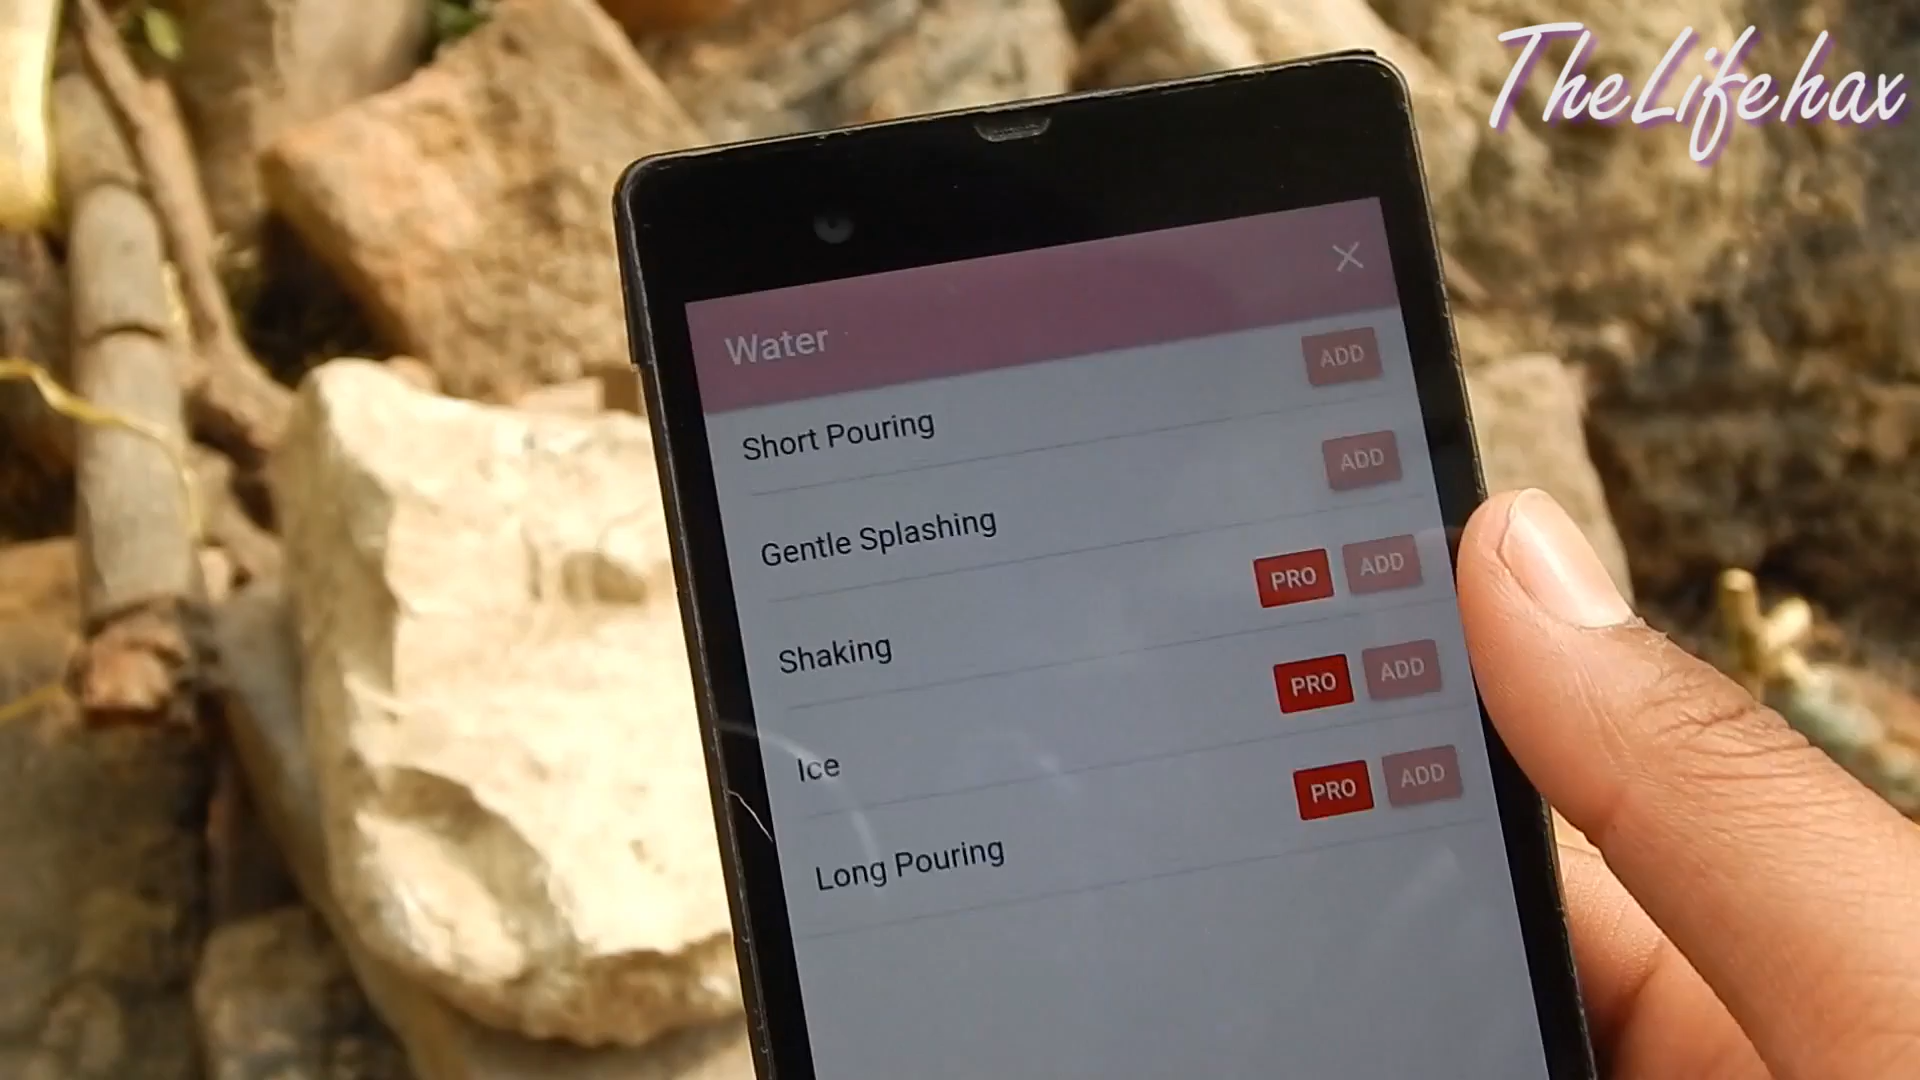 TheLifehax
Water
Short Pouring ADD
Gentle Splashing ADD
Shaking PRO ADD
Ice PRO ADD
Long Pouring PRO ADD